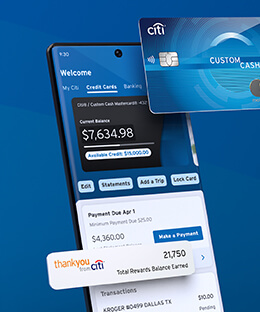 citi
CUSTOM
CASH
9:30
Welcome
My Citi Credit Cards Banking
Citi® / Custom Cash Mastercard®
Current Balance
$7,634.98
Available Credit: $15,000.00
Edit Statements Add a Trip Lock Card
Payment Due Apr 1
Minimum Payment Due $25.00
$4,360.00
Make a Payment
thankyou
from citi
21,750
Total Rewards Balance Earned
Transactions
KROGER #0499 DALLAS TX
$10.00
Pending